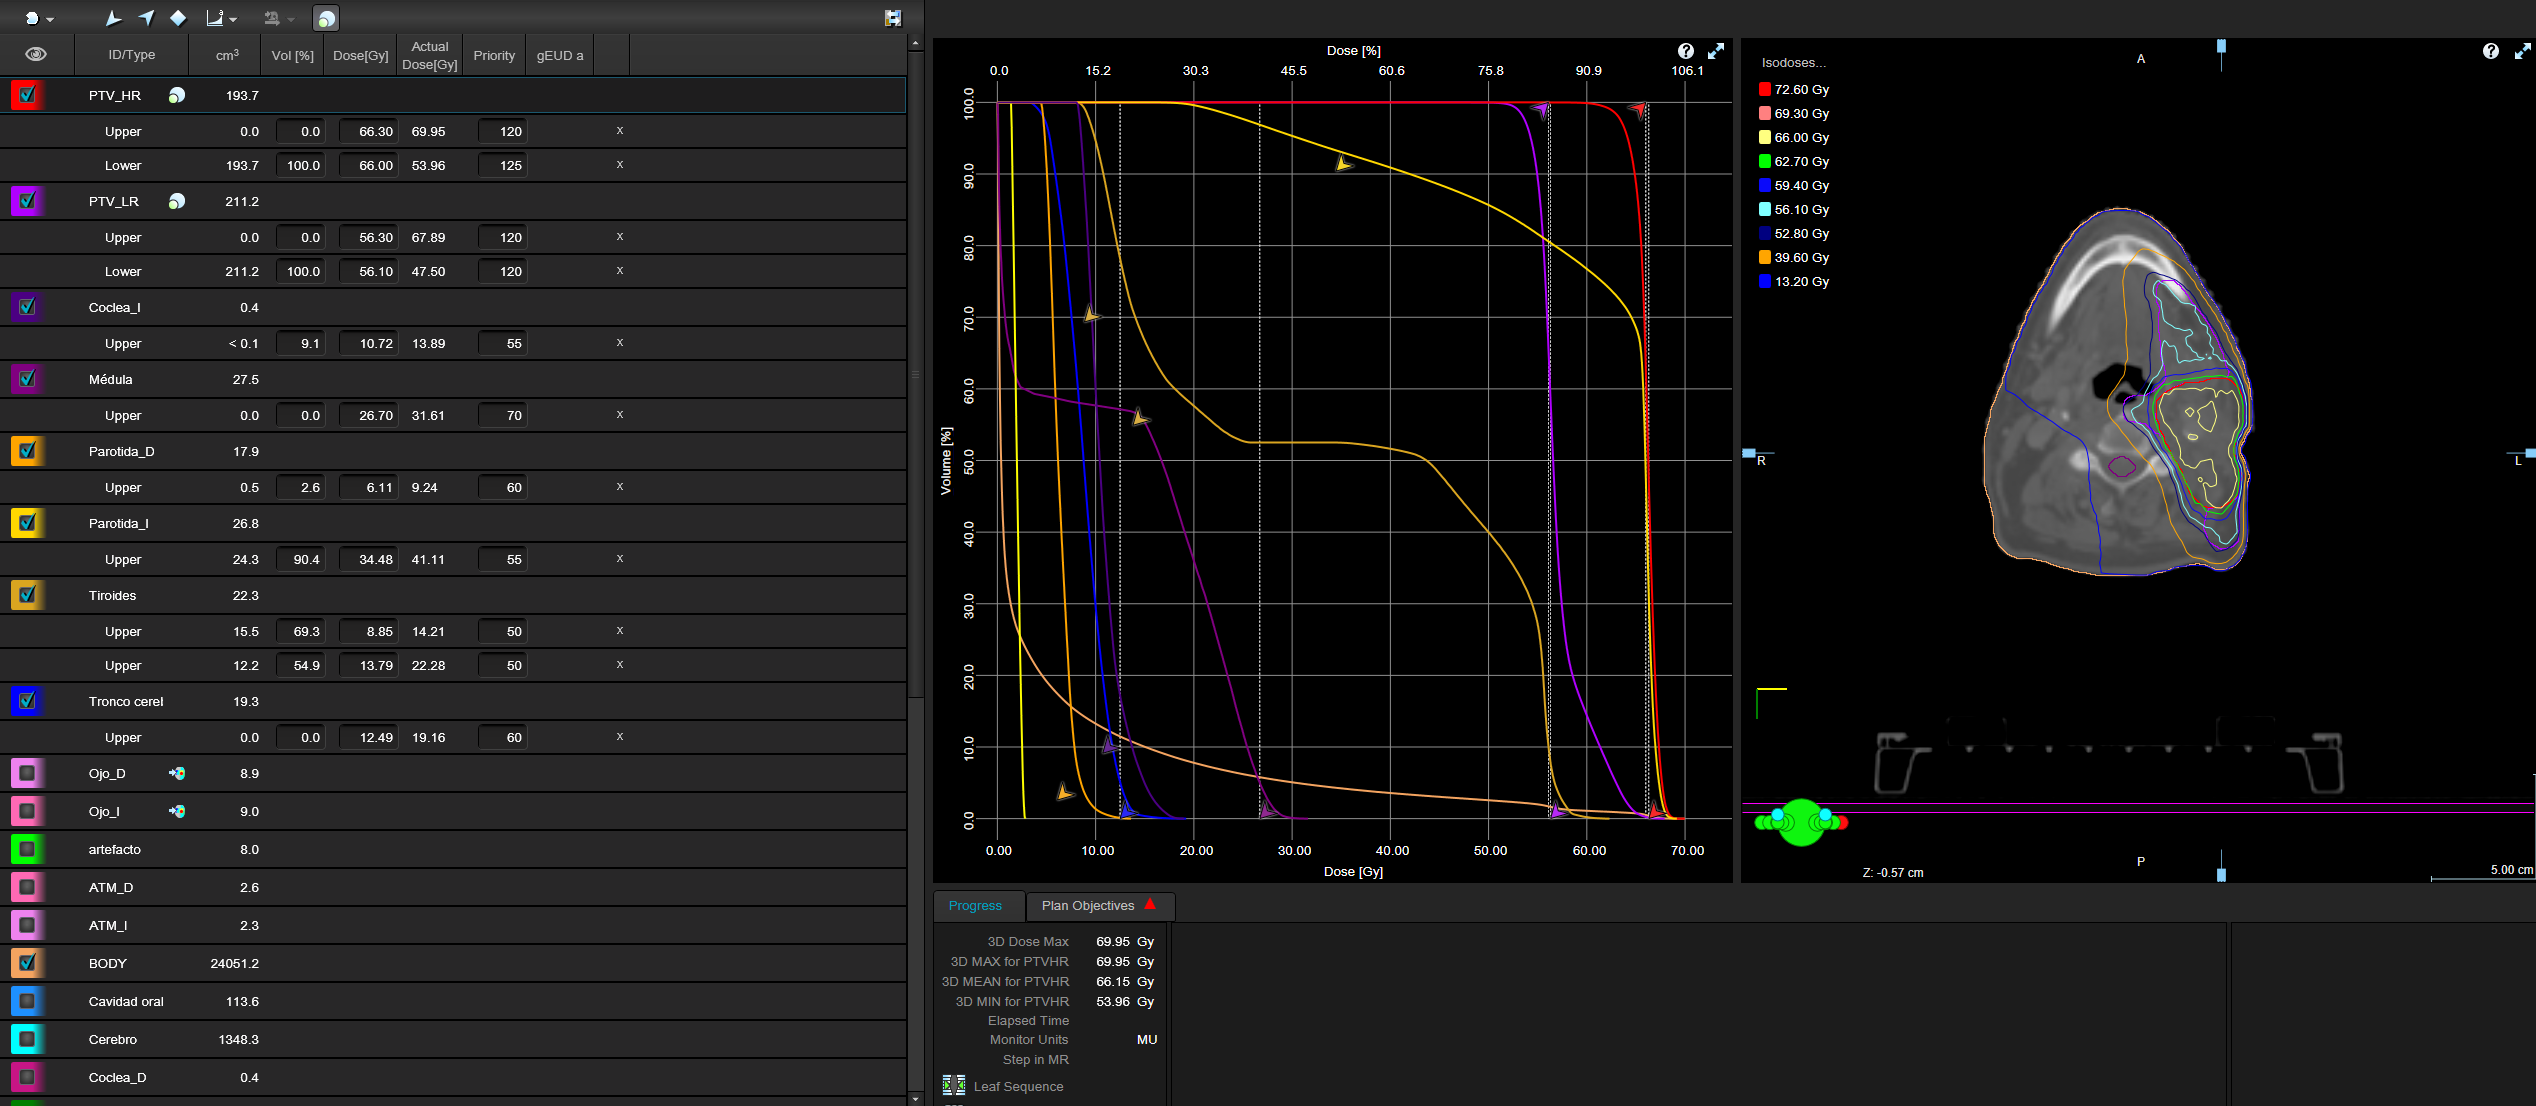 ID/Type cm³ Vol [%] Dose[Gy] Actual Dose[Gy] Priority gEUD a
PTV_HR 193.7
Upper 0.0 0.0 66.30 69.95 120 x
Lower 193.7 100.0 66.00 53.96 125 x
PTV_LR 211.2
Upper 0.0 0.0 56.30 67.89 120 x
Lower 211.2 100.0 56.10 47.50 120 x
Coclea_I 0.4
Upper < 0.1 9.1 10.72 13.89 55 x
Médula 27.5
Upper 0.0 0.0 26.70 31.61 70 x
Parotida_D 17.9
Upper 0.5 2.6 6.11 9.24 60 x
Parotida_I 26.8
Upper 24.3 90.4 34.48 41.11 55 x
Tiroides 22.3
Upper 15.5 69.3 8.85 14.21 50 x
Upper 12.2 54.9 13.79 22.28 50 x
Tronco cerel 19.3
Upper 0.0 0.0 12.49 19.16 60 x
Ojo_D 8.9
Ojo_I 9.0
artefacto 8.0
ATM_D 2.6
ATM_I 2.3
BODY 24051.2
Cavidad oral 113.6
Cerebro 1348.3
Coclea_D 0.4
Dose [%]
0.0 15.2 30.3 45.5 60.6 75.8 90.9 106.1
Volume [%]
100.0
90.0
80.0
70.0
60.0
50.0
40.0
30.0
20.0
10.0
0.0
0.00 10.00 20.00 30.00 40.00 50.00 60.00 70.00
Dose [Gy]
Isodoses...
72.60 Gy
69.30 Gy
66.00 Gy
62.70 Gy
59.40 Gy
56.10 Gy
52.80 Gy
39.60 Gy
13.20 Gy
A
R
L
P
Z: -0.57 cm
5.00 cm
Progress
Plan Objectives
3D Dose Max 69.95 Gy
3D MAX for PTVHR 69.95 Gy
3D MEAN for PTVHR 66.15 Gy
3D MIN for PTVHR 53.96 Gy
Elapsed Time
Monitor Units MU
Step in MR
Leaf Sequence